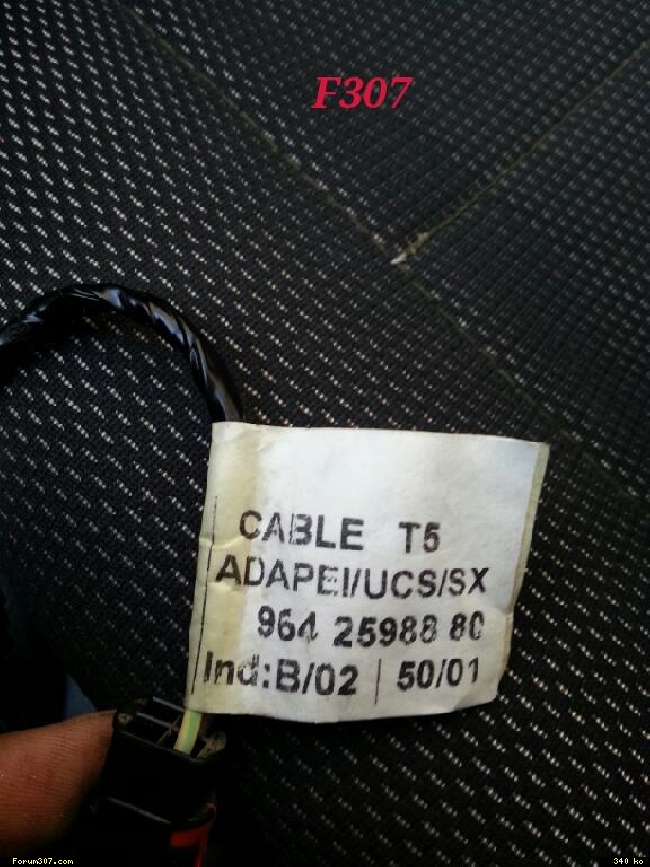 F307
CABLE T5
ADAPEI/UCS/SX
964 25988 80
Ind:B/02 | 50/01
Forum307.com
340 ko